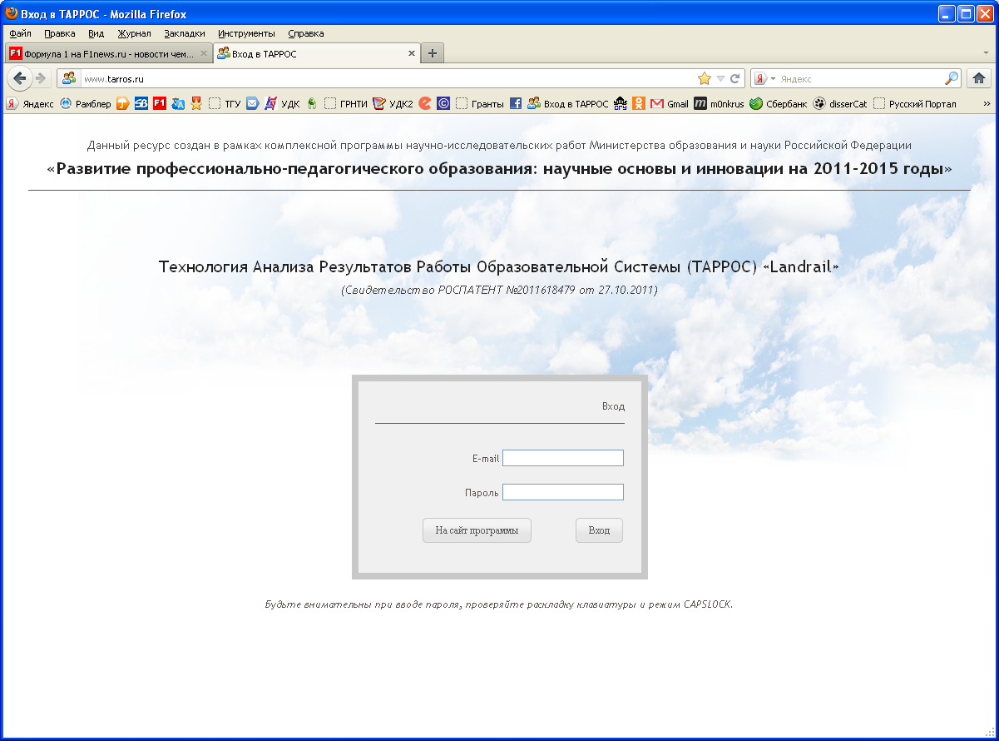 Вход в ТАРРОС - Mozilla Firefox
Файл Правка Вид Журнал Закладки Инструменты Справка
F1 Формула 1 на F1news.ru - новости чем... Вход в ТАРРОС
www.tarros.ru Я Яндекс
Я Яндекс Рамблер SB F1 ТГУ УДК ГРНТИ УДК2 Гранты Вход в ТАРРОС Gmail m0nkrus Сбербанк disserCat Русский Портал »
Данный ресурс создан в рамках комплексной программы научно-исследовательских работ Министерства образования и науки Российской Федерации
«Развитие профессионально-педагогического образования: научные основы и инновации на 2011-2015 годы»
Технология Анализа Результатов Работы Образовательной Системы (ТАРРОС) «Landrail»
(Свидетельство РОСПАТЕНТ №2011618479 от 27.10.2011)
Вход
E-mail
Пароль
На сайт программы Вход
Будьте внимательны при вводе пароля, проверяйте раскладку клавиатуры и режим CAPSLOCK.